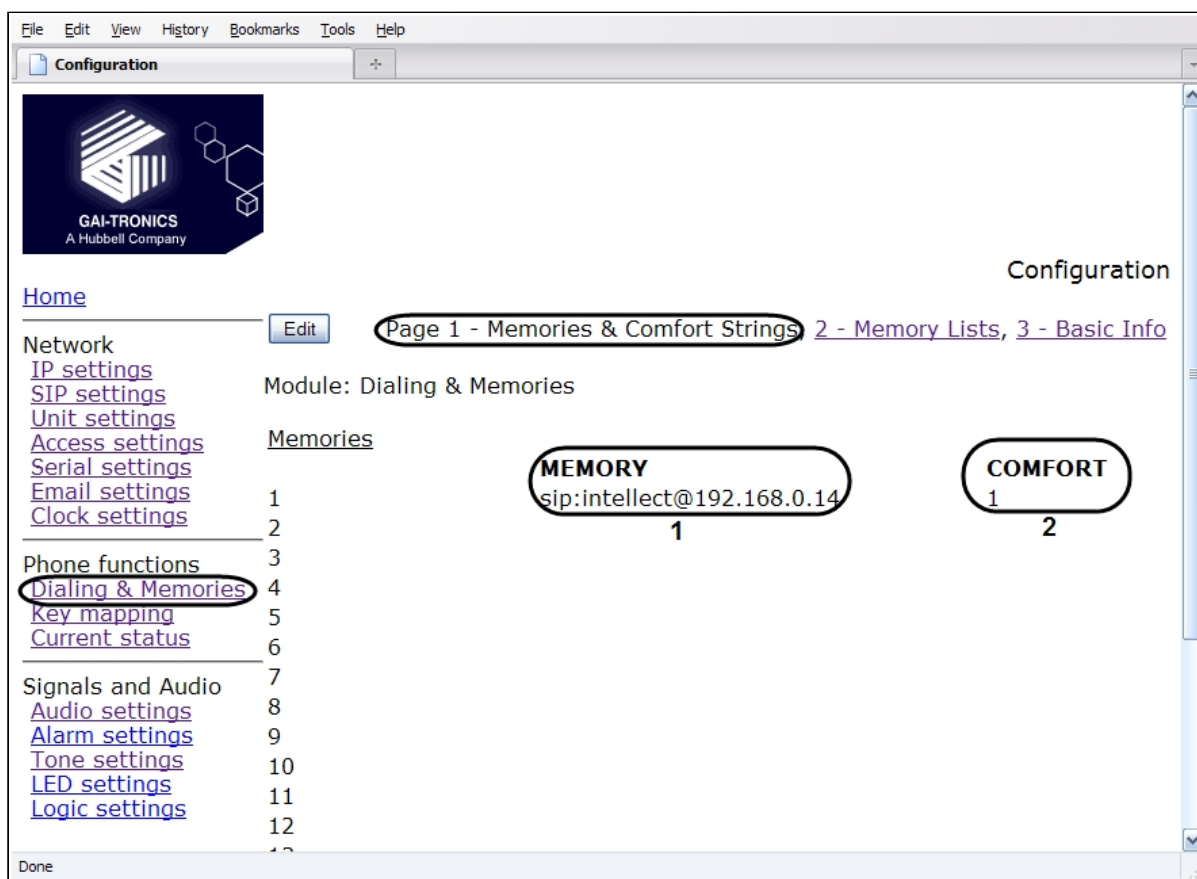 File Edit View History Bookmarks Tools Help
Configuration
GAI-TRONICS
A Hubbell Company
Configuration
Home
Edit
Page 1 - Memories & Comfort Strings, 2 - Memory Lists, 3 - Basic Info
Network
IP settings
SIP settings
Unit settings
Access settings
Serial settings
Email settings
Clock settings
Phone functions
Dialing & Memories
Key mapping
Current status
Signals and Audio
Audio settings
Alarm settings
Tone settings
LED settings
Logic settings
Module: Dialing & Memories
Memories
MEMORY COMFORT
1 sip:intellect@192.168.0.14 1
1 2
2
3
4
5
6
7
8
9
10
11
12
Done